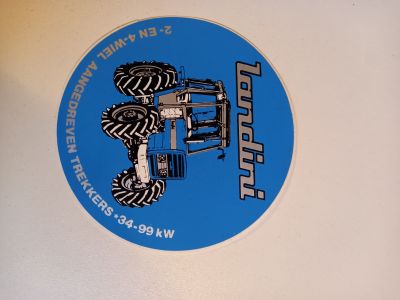 landini
2- EN 4-WIEL AANGEDREVEN TREKKERS • 34-99 kW